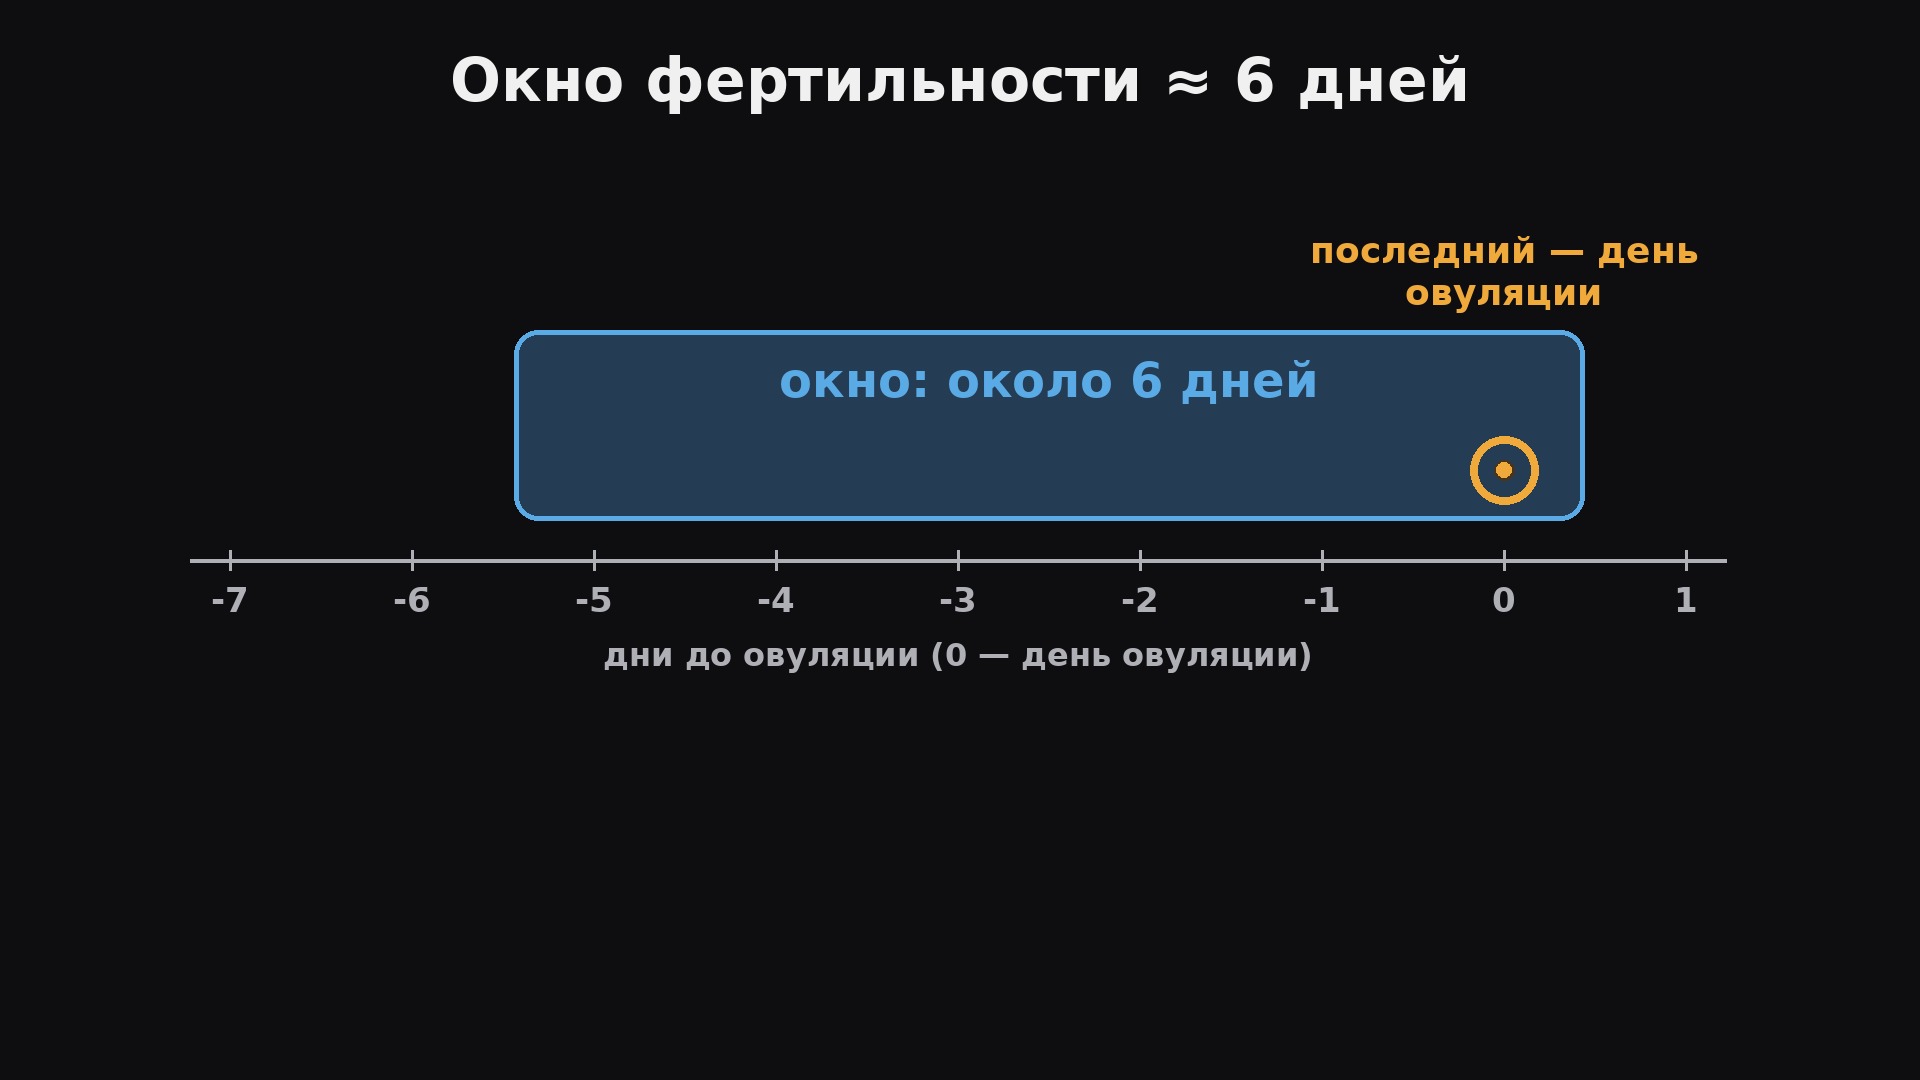 Окно фертильности ≈ 6 дней
последний — день
овуляции
окно: около 6 дней
-7 -6 -5 -4 -3 -2 -1 0 1
дни до овуляции (0 — день овуляции)